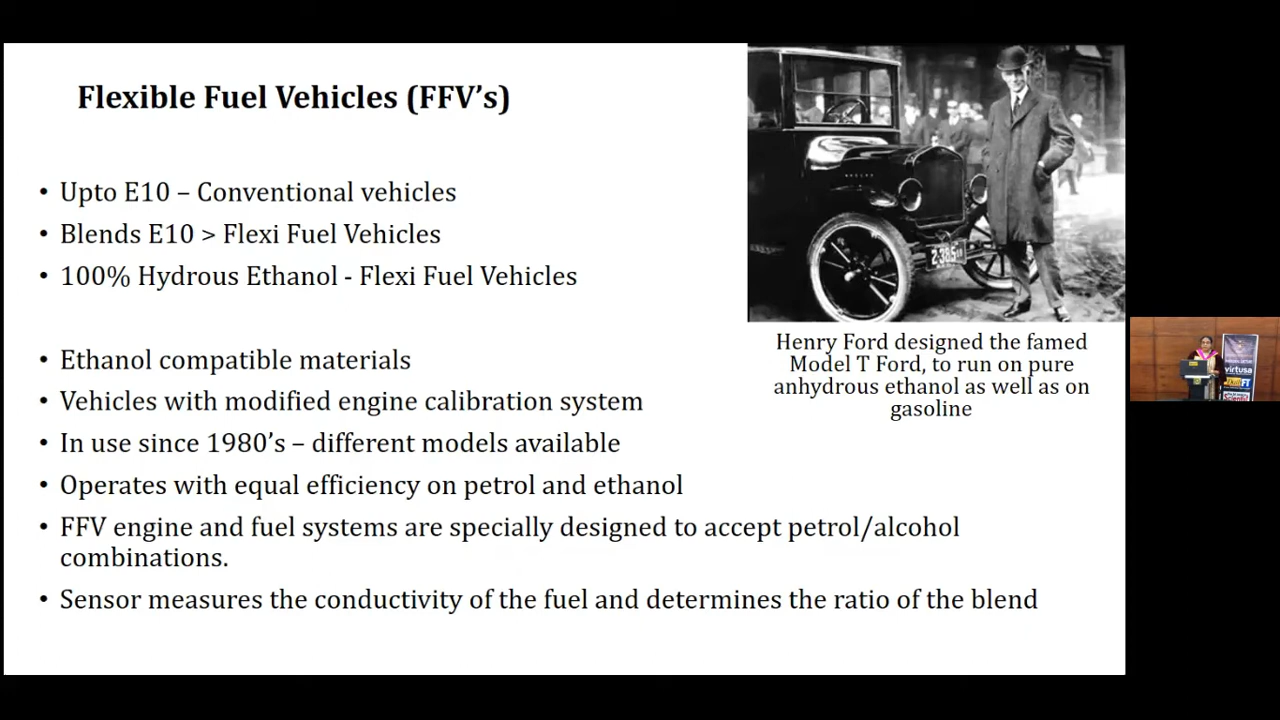 Flexible Fuel Vehicles (FFV's)
• Upto E10 – Conventional vehicles
• Blends E10 > Flexi Fuel Vehicles
• 100% Hydrous Ethanol - Flexi Fuel Vehicles
• Ethanol compatible materials
• Vehicles with modified engine calibration system
• In use since 1980's – different models available
• Operates with equal efficiency on petrol and ethanol
• FFV engine and fuel systems are specially designed to accept petrol/alcohol
combinations.
• Sensor measures the conductivity of the fuel and determines the ratio of the blend
Henry Ford designed the famed
Model T Ford, to run on pure
anhydrous ethanol as well as on
gasoline
virtusa